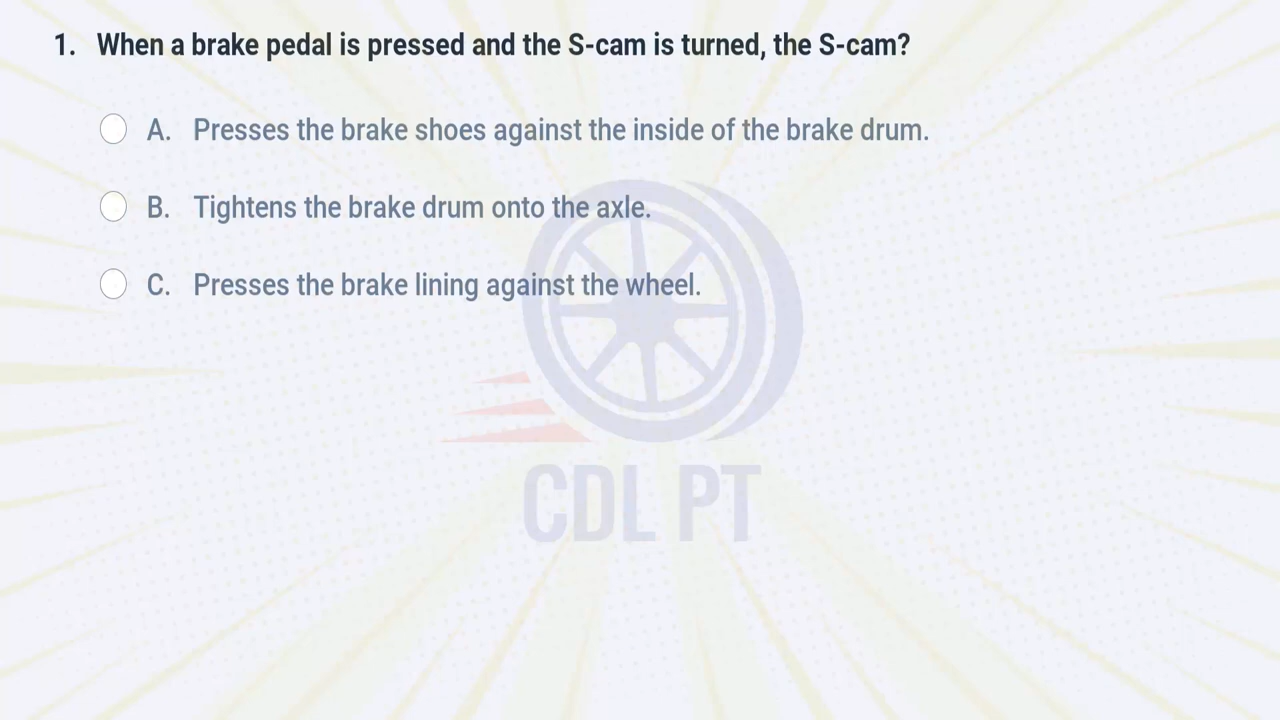 1. When a brake pedal is pressed and the S-cam is turned, the S-cam?
A. Presses the brake shoes against the inside of the brake drum.
B. Tightens the brake drum onto the axle.
C. Presses the brake lining against the wheel.
CDL PT